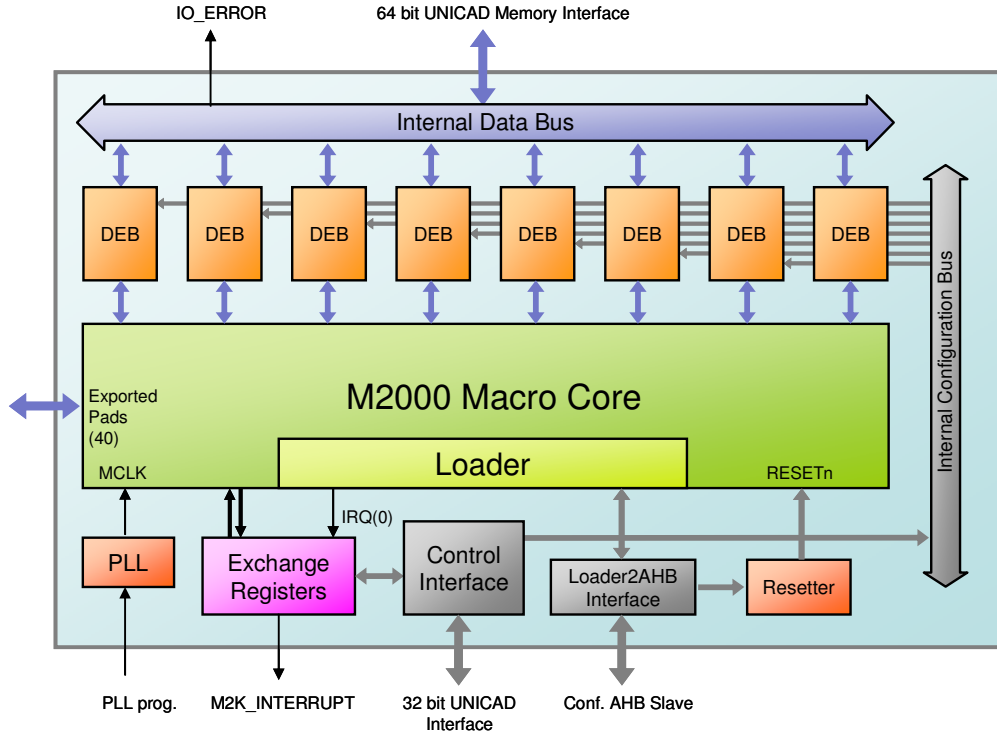 IO_ERROR
64 bit UNICAD Memory Interface
Internal Data Bus
DEB
DEB
DEB
DEB
DEB
DEB
DEB
DEB
Internal Configuration Bus
M2000 Macro Core
Exported
Pads
(40)
MCLK
Loader
RESETn
IRQ(0)
PLL
Exchange
Registers
Control
Interface
Loader2AHB
Interface
Resetter
PLL prog.
M2K_INTERRUPT
32 bit UNICAD
Interface
Conf. AHB Slave